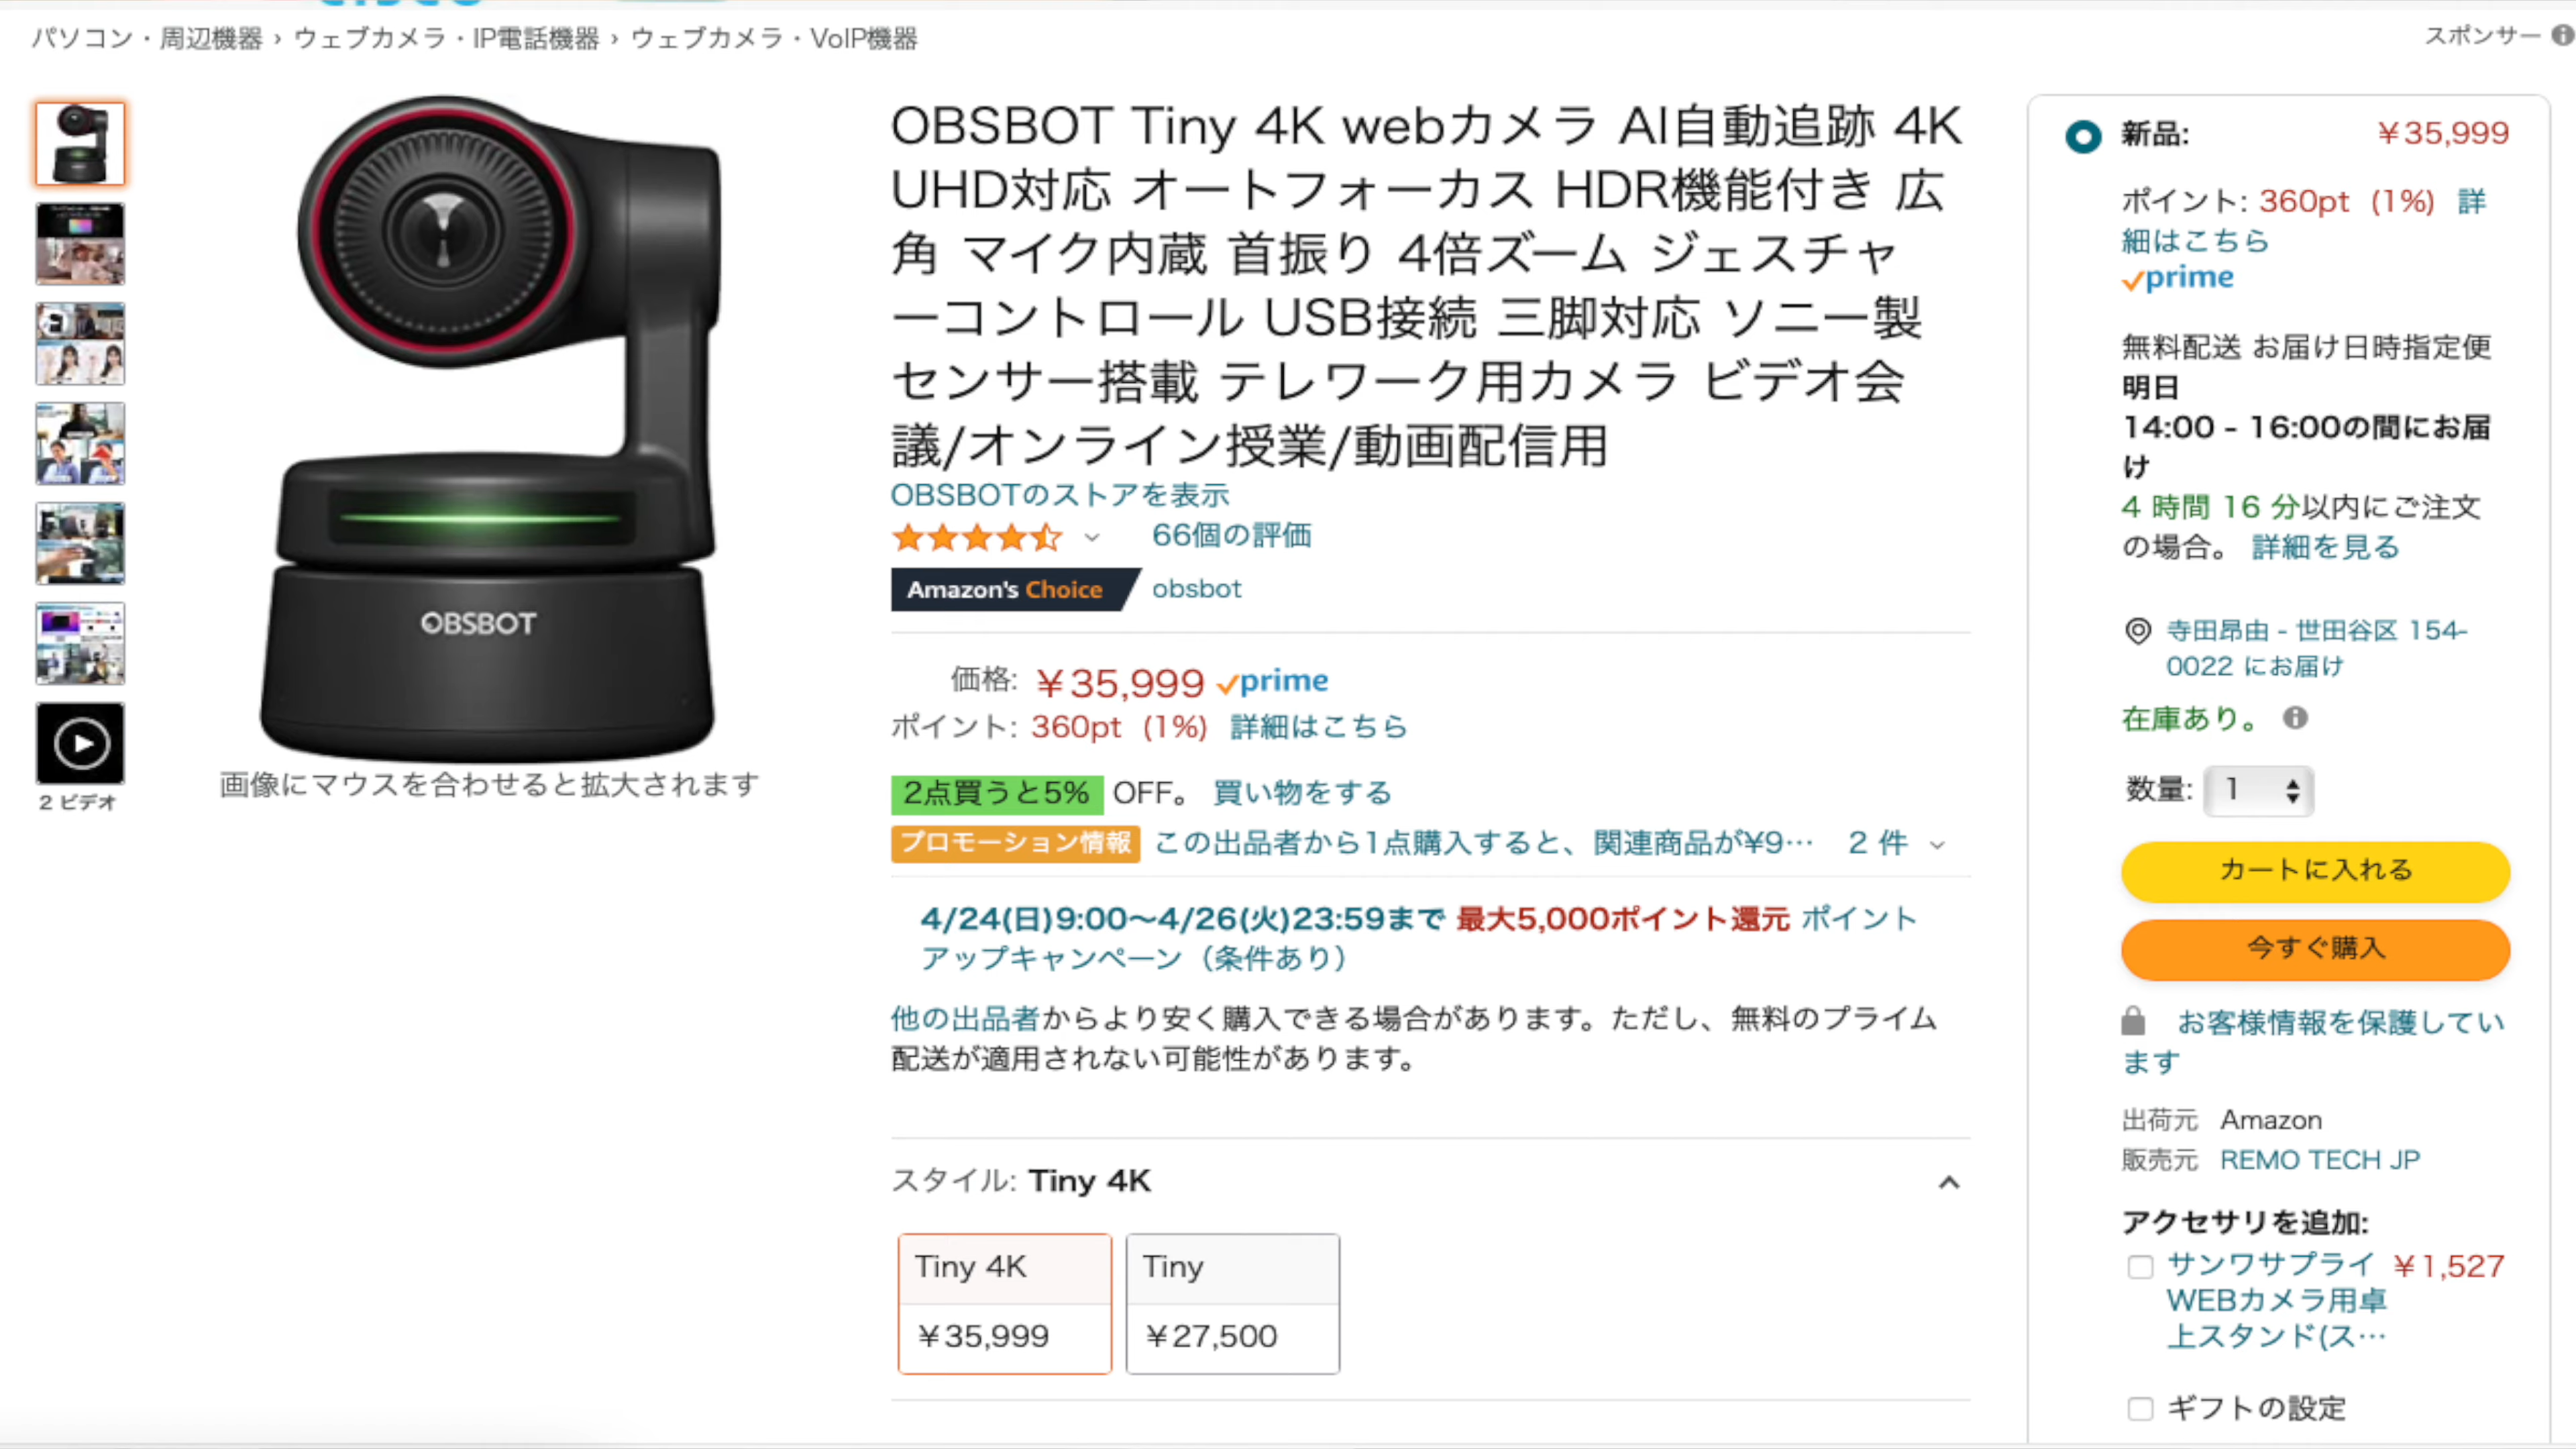 パソコン・周辺機器 › ウェブカメラ・IP電話機器 › ウェブカメラ・VoIP機器
スポンサー
OBSBOT
画像にマウスを合わせると拡大されます
2 ビデオ
OBSBOT Tiny 4K webカメラ AI自動追跡 4K
UHD対応 オートフォーカス HDR機能付き 広
角 マイク内蔵 首振り 4倍ズーム ジェスチャ
ーコントロール USB接続 三脚対応 ソニー製
センサー搭載 テレワーク用カメラ ビデオ会
議/オンライン授業/動画配信用
OBSBOTのストアを表示
66個の評価
Amazon's Choice obsbot
価格: ￥35,999 prime
ポイント: 360pt (1%) 詳細はこちら
2点買うと5% OFF。 買い物をする
プロモーション情報 この出品者から1点購入すると、関連商品が¥9… 2 件
4/24(日)9:00〜4/26(火)23:59まで 最大5,000ポイント還元 ポイント
アップキャンペーン（条件あり）
他の出品者からより安く購入できる場合があります。ただし、無料のプライム
配送が適用されない可能性があります。
スタイル: Tiny 4K
Tiny 4K
￥35,999
Tiny
￥27,500
新品: ￥35,999
ポイント: 360pt (1%) 詳
細はこちら
prime
無料配送 お届け日時指定便
明日
14:00 - 16:00の間にお届
け
4 時間 16 分以内にご注文
の場合。 詳細を見る
寺田昂由 - 世田谷区 154-
0022 にお届け
在庫あり。
数量: 1
カートに入れる
今すぐ購入
お客様情報を保護してい
ます
出荷元 Amazon
販売元 REMO TECH JP
アクセサリを追加:
サンワサプライ ￥1,527
WEBカメラ用卓
上スタンド(ス…
ギフトの設定